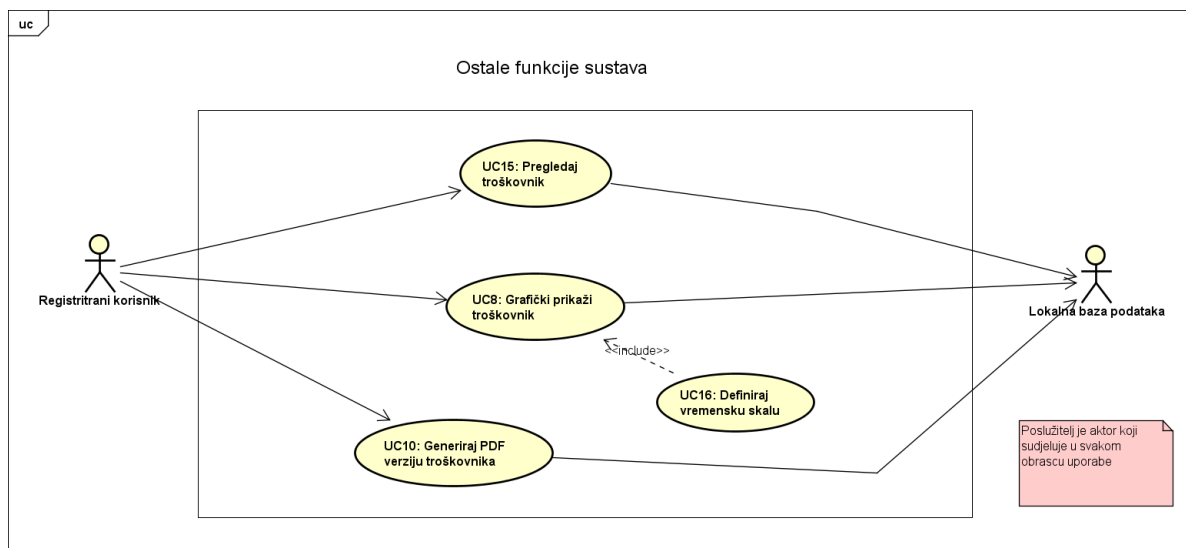 uc
Ostale funkcije sustava
UC15: Pregledaj
troškovnik
Registritrani korisnik
UC8: Grafički prikaži
troškovnik
Lokalna baza podataka
<<include>>
UC16: Definiraj
vremensku skalu
UC10: Generiraj PDF
verziju troškovnika
Poslužitelj je aktor koji
sudjeluje u svakom
obrascu uporabe